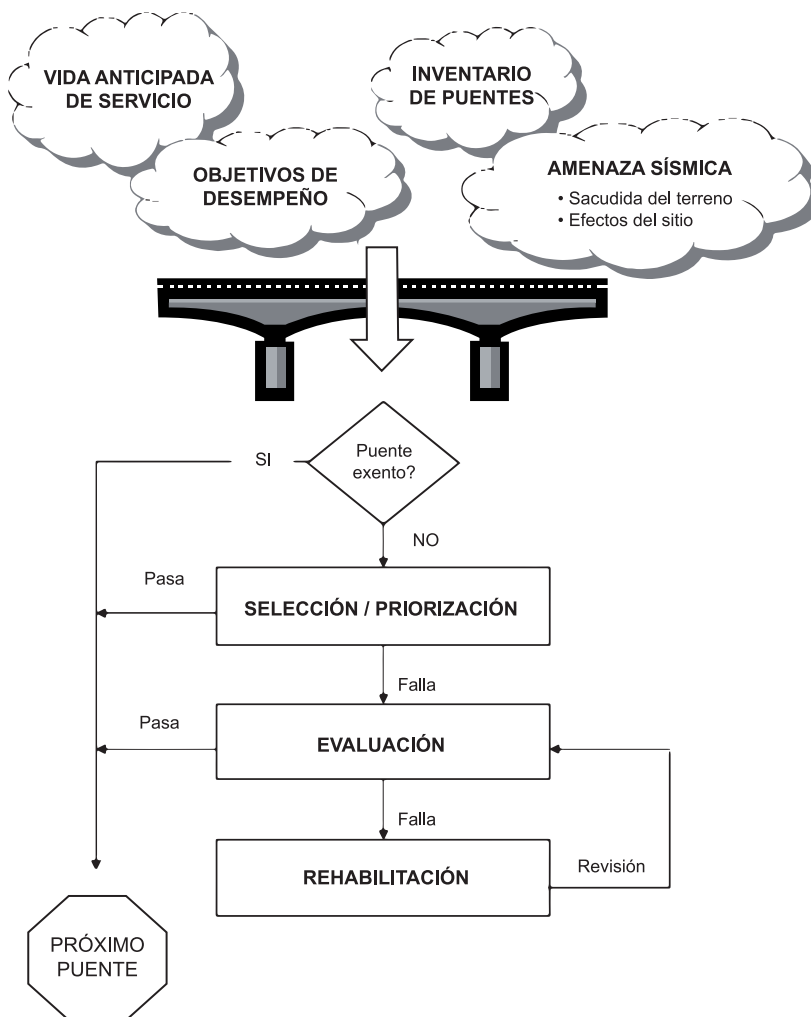 VIDA ANTICIPADA
DE SERVICIO
INVENTARIO
DE PUENTES
OBJETIVOS DE
DESEMPEÑO
AMENAZA SÍSMICA
• Sacudida del terreno
• Efectos del sitio
Puente
exento?
SI
NO
Pasa
SELECCIÓN / PRIORIZACIÓN
Falla
Pasa
EVALUACIÓN
Falla
REHABILITACIÓN
Revisión
PRÓXIMO
PUENTE